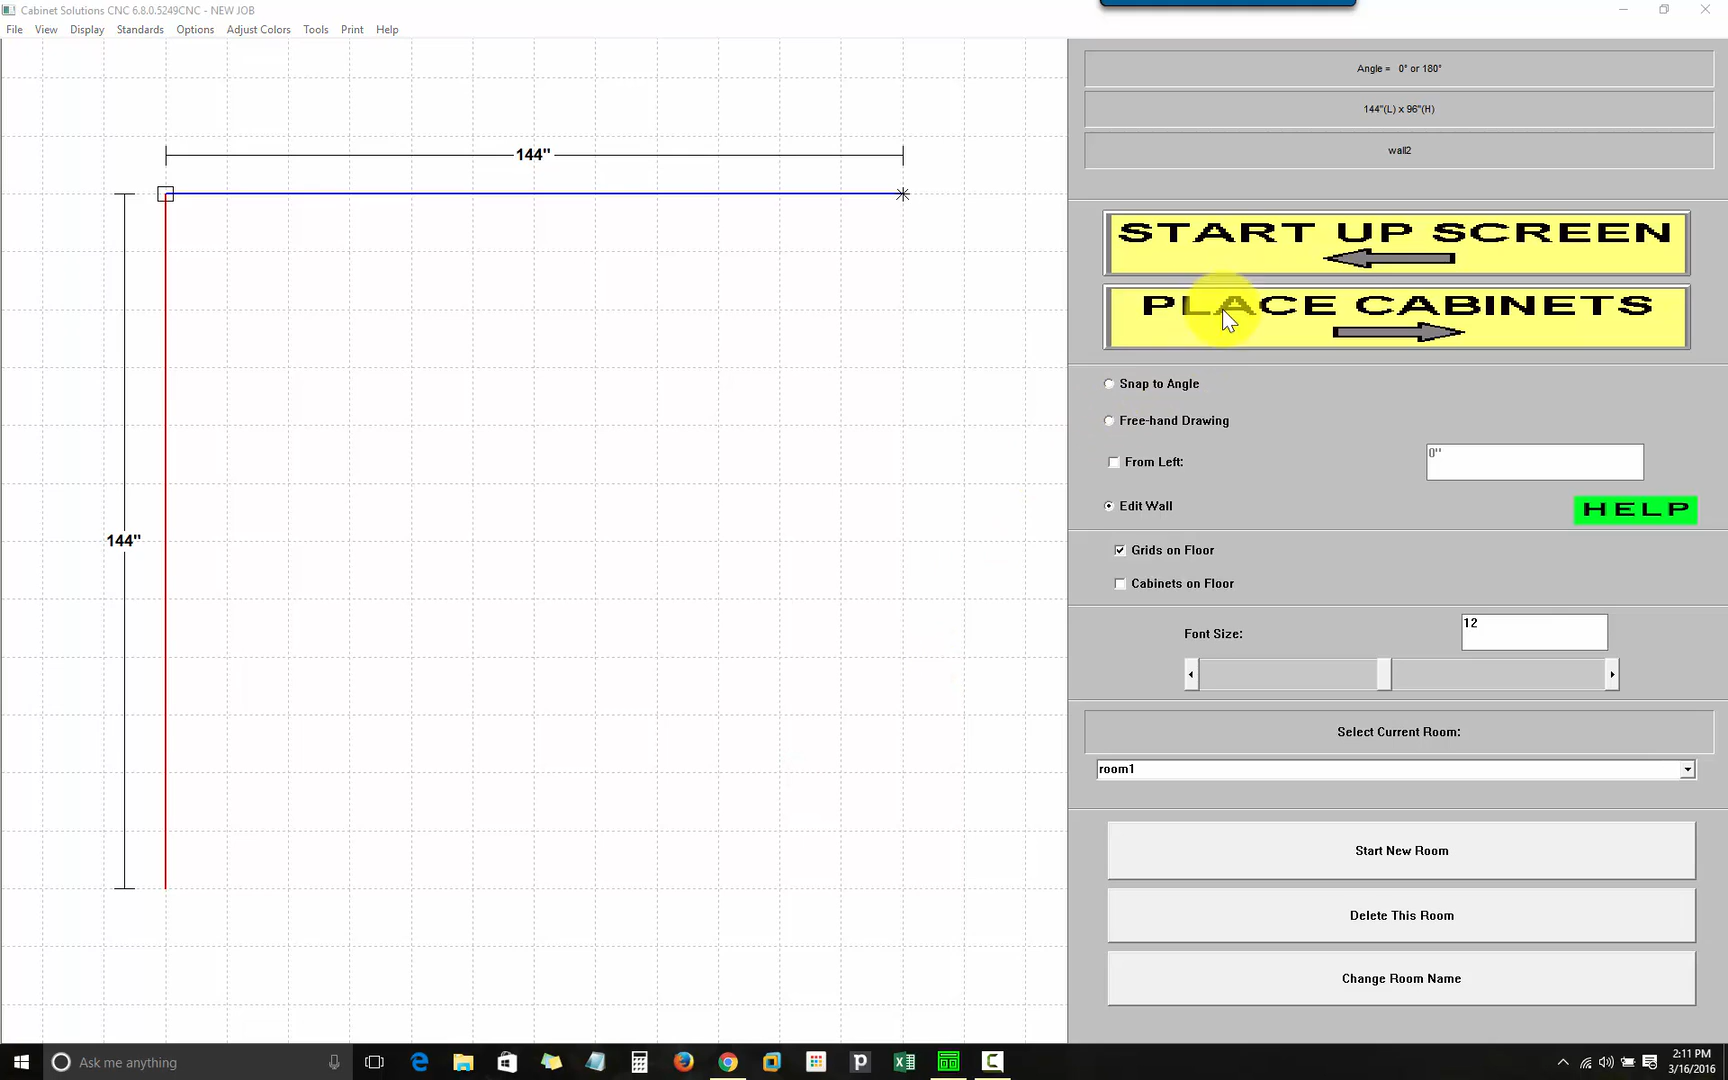 Cabinet Solutions CNC 6.8.0.5249CNC - NEW JOB
File View Display Standards Options Adjust Colors Tools Print Help
Angle = 0° or 180°
144"(L) x 96"(H)
wall2
START UP SCREEN
PLACE CABINETS
Snap to Angle
Free-hand Drawing
From Left:
0"
Edit Wall
HELP
Grids on Floor
Cabinets on Floor
Font Size:
12
Select Current Room:
room1
Start New Room
Delete This Room
Change Room Name
144"
144"
Ask me anything
2:11 PM
3/16/2016